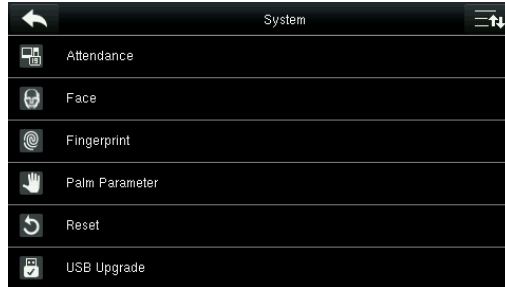 System
Attendance
Face
Fingerprint
Palm Parameter
Reset
USB Upgrade